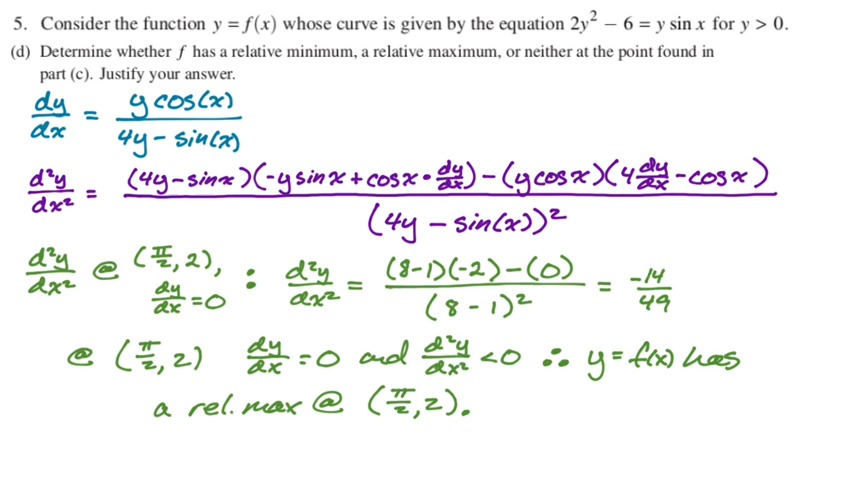 5. Consider the function y = f(x) whose curve is given by the equation 2y² − 6 = y sin x for y > 0.
(d) Determine whether f has a relative minimum, a relative maximum, or neither at the point found in
part (c). Justify your answer.
dy/dx = y cos(x) / (4y − sin(x))
d²y/dx² = ((4y − sin x)(−y sin x + cos x · dy/dx) − (y cos x)(4 dy/dx − cos x)) / (4y − sin(x))²
d²y/dx² @ (π/2, 2), dy/dx = 0 : d²y/dx² = ((8−1)(−2) − (0)) / (8 − 1)² = −14/49
@ (π/2, 2) dy/dx = 0 and d²y/dx² < 0 ∴ y = f(x) has
a rel. max @ (π/2, 2).